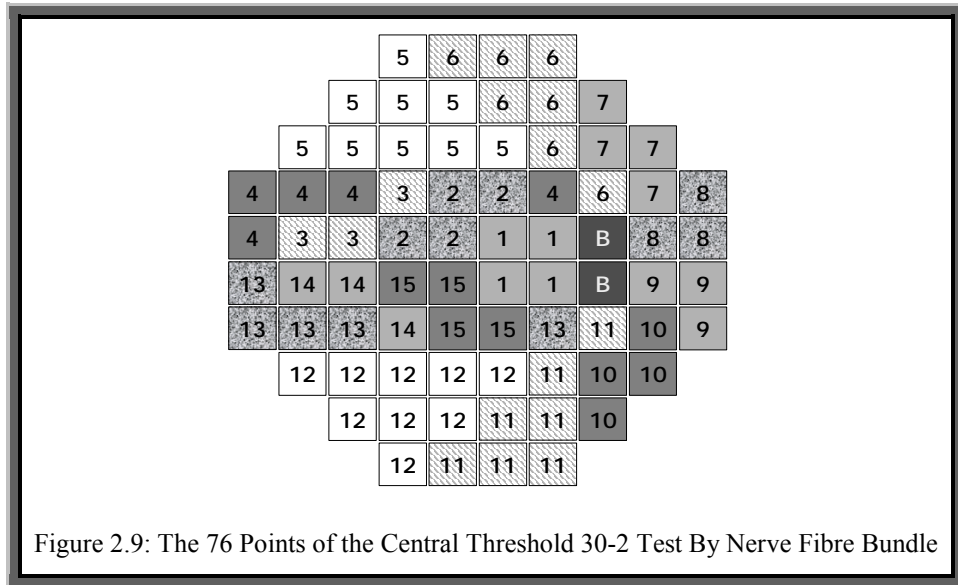 5 6 6 6
5 5 5 6 6 7
5 5 5 5 5 6 7 7
4 4 4 3 2 2 4 6 7 8
4 3 3 2 2 1 1 B 8 8
13 14 14 15 15 1 1 B 9 9
13 13 13 14 15 15 13 11 10 9
12 12 12 12 12 11 10 10
12 12 12 11 11 10
12 11 11 11
Figure 2.9: The 76 Points of the Central Threshold 30-2 Test By Nerve Fibre Bundle